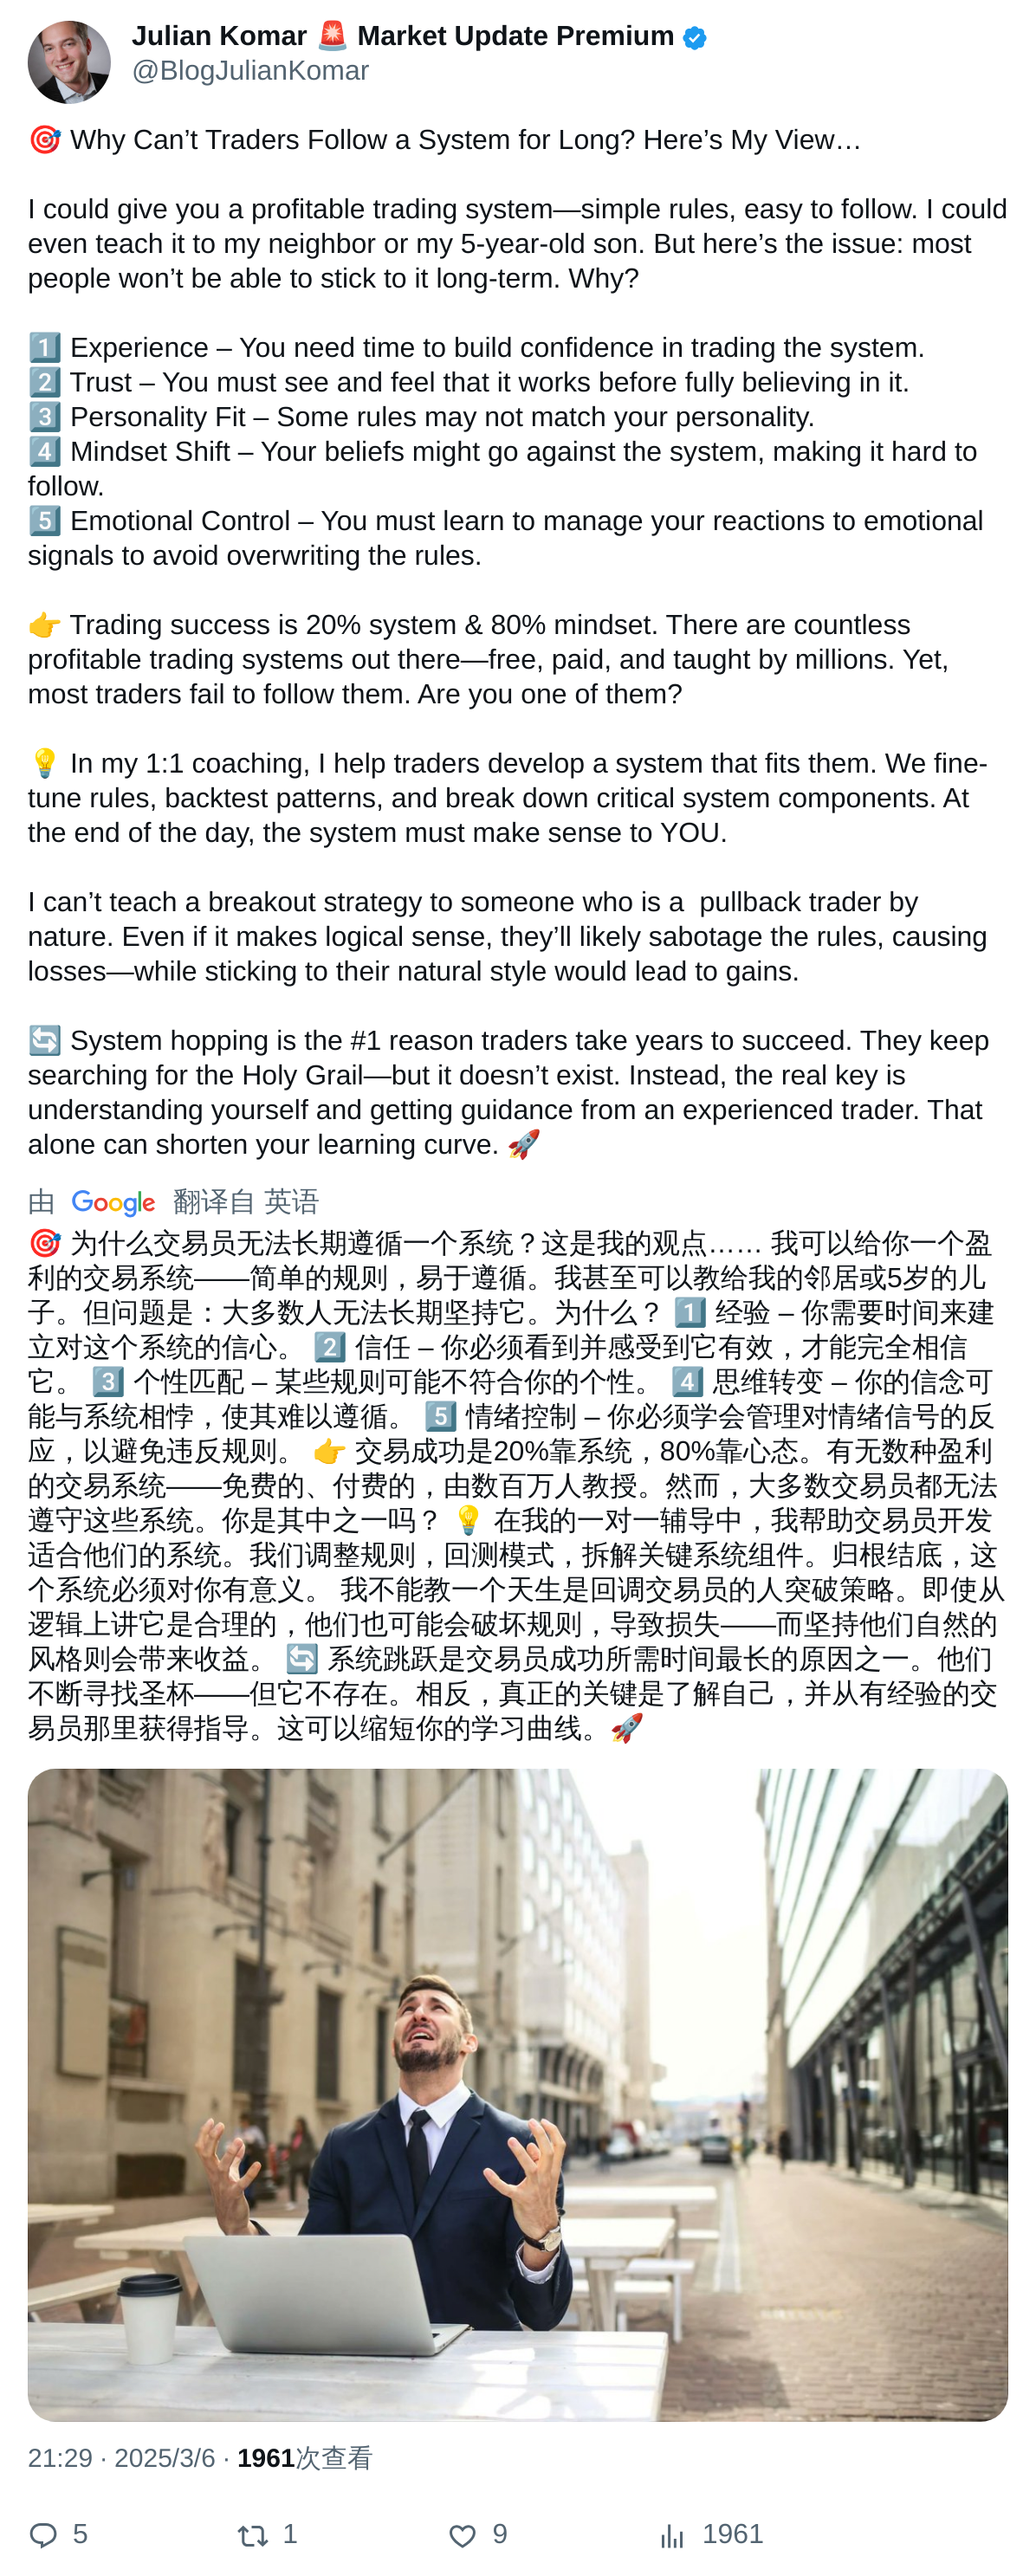 Julian Komar 🚨 Market Update Premium
@BlogJulianKomar
🎯 Why Can’t Traders Follow a System for Long? Here’s My View…
I could give you a profitable trading system—simple rules, easy to follow. I could
even teach it to my neighbor or my 5-year-old son. But here’s the issue: most
people won’t be able to stick to it long-term. Why?
1️⃣ Experience – You need time to build confidence in trading the system.
2️⃣ Trust – You must see and feel that it works before fully believing in it.
3️⃣ Personality Fit – Some rules may not match your personality.
4️⃣ Mindset Shift – Your beliefs might go against the system, making it hard to
follow.
5️⃣ Emotional Control – You must learn to manage your reactions to emotional
signals to avoid overwriting the rules.
👉 Trading success is 20% system & 80% mindset. There are countless
profitable trading systems out there—free, paid, and taught by millions. Yet,
most traders fail to follow them. Are you one of them?
💡 In my 1:1 coaching, I help traders develop a system that fits them. We fine-
tune rules, backtest patterns, and break down critical system components. At
the end of the day, the system must make sense to YOU.
I can’t teach a breakout strategy to someone who is a  pullback trader by
nature. Even if it makes logical sense, they’ll likely sabotage the rules, causing
losses—while sticking to their natural style would lead to gains.
🔄 System hopping is the #1 reason traders take years to succeed. They keep
searching for the Holy Grail—but it doesn’t exist. Instead, the real key is
understanding yourself and getting guidance from an experienced trader. That
alone can shorten your learning curve. 🚀
由 Google 翻译自 英语
🎯 为什么交易员无法长期遵循一个系统？这是我的观点…… 我可以给你一个盈
利的交易系统——简单的规则，易于遵循。我甚至可以教给我的邻居或5岁的儿
子。但问题是：大多数人无法长期坚持它。为什么？ 1️⃣ 经验 – 你需要时间来建
立对这个系统的信心。 2️⃣ 信任 – 你必须看到并感受到它有效，才能完全相信
它。 3️⃣ 个性匹配 – 某些规则可能不符合你的个性。 4️⃣ 思维转变 – 你的信念可
能与系统相悖，使其难以遵循。 5️⃣ 情绪控制 – 你必须学会管理对情绪信号的反
应，以避免违反规则。 👉 交易成功是20%靠系统，80%靠心态。有无数种盈利
的交易系统——免费的、付费的，由数百万人教授。然而，大多数交易员都无法
遵守这些系统。你是其中之一吗？ 💡 在我的一对一辅导中，我帮助交易员开发
适合他们的系统。我们调整规则，回测模式，拆解关键系统组件。归根结底，这
个系统必须对你有意义。 我不能教一个天生是回调交易员的人突破策略。即使从
逻辑上讲它是合理的，他们也可能会破坏规则，导致损失——而坚持他们自然的
风格则会带来收益。 🔄 系统跳跃是交易员成功所需时间最长的原因之一。他们
不断寻找圣杯——但它不存在。相反，真正的关键是了解自己，并从有经验的交
易员那里获得指导。这可以缩短你的学习曲线。🚀
21:29 · 2025/3/6 · 1961次查看
5 1 9 1961